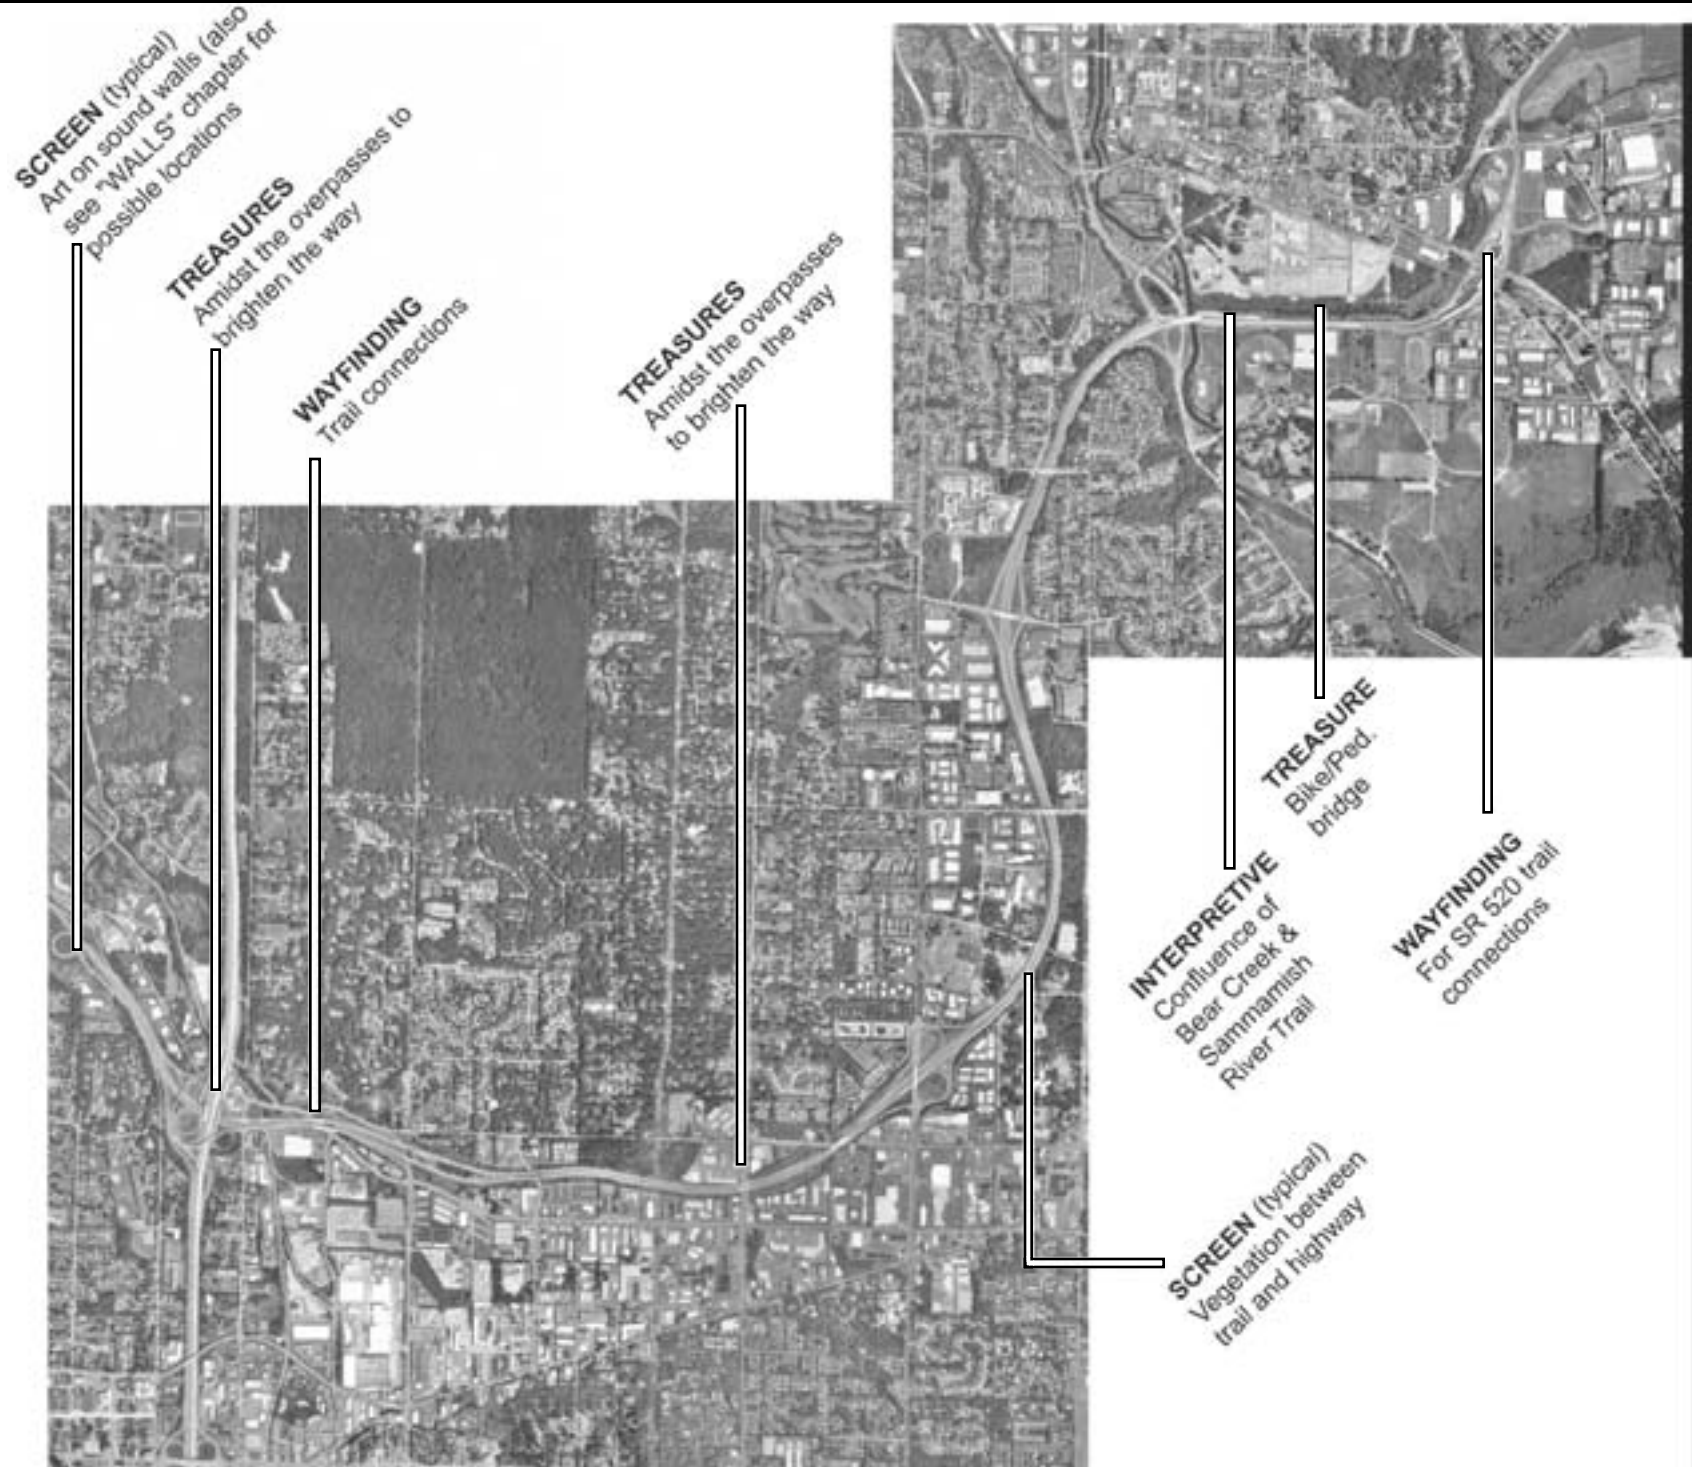 SCREEN (typical)
Art on sound walls (also
see "WALLS" chapter for
possible locations
TREASURES
Amidst the overpasses to
brighten the way
WAYFINDING
Trail connections
TREASURES
Amidst the overpasses
to brighten the way
TREASURE
Bike/Ped.
bridge
INTERPRETIVE
Confluence of
Bear Creek &
Sammamish
River Trail
WAYFINDING
For SR 520 trail
connections
SCREEN (typical)
Vegetation between
trail and highway